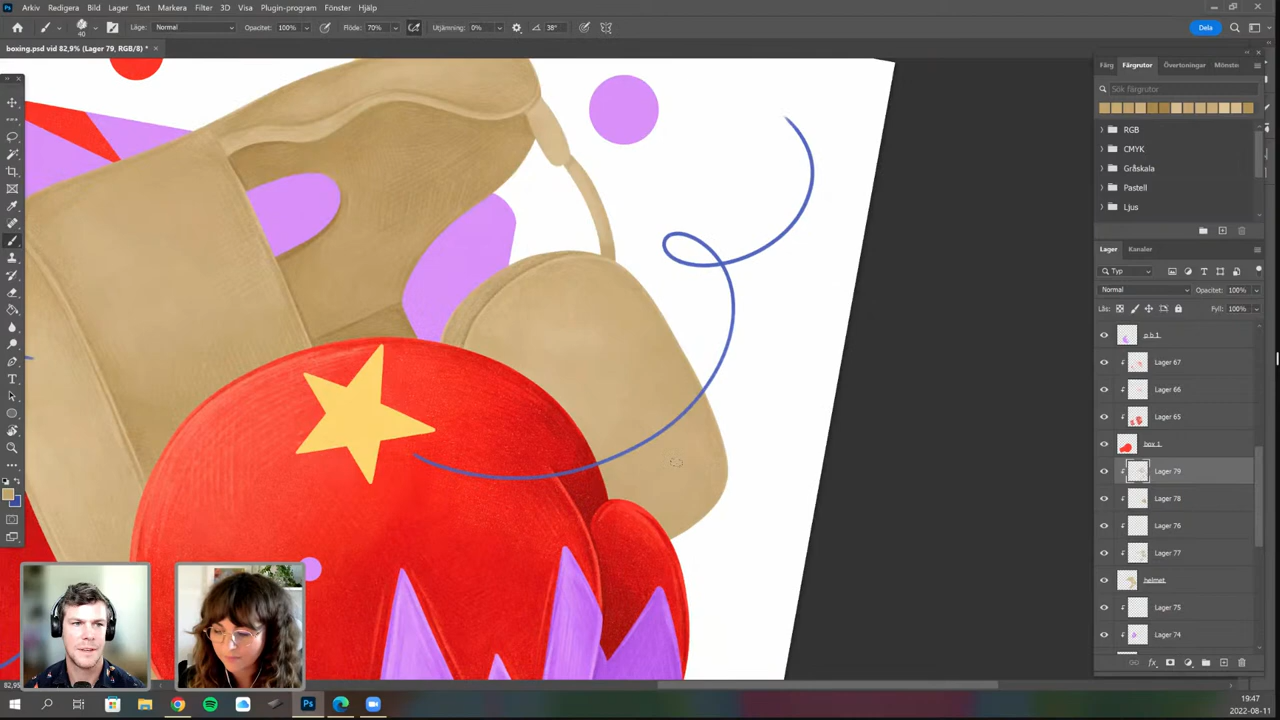 Arkiv Redigera Bild Lager Text Markera Filter 3D Visa Plugin-program Fönster Hjälp
40 Läge: Normal Opacitet: 100% Flöde: 70% Utjämning: 0% 38° Dela
boxing.psd vid 82,9% (Lager 79, RGB/8) *
Färg Färgrutor Övertoningar Mönste
Sök färgrutor
RGB
CMYK
Gråskala
Pastell
Ljus
Lager Kanaler
Typ
Normal Opacitet: 100%
Lås: Fyll: 100%
p b 1
Lager 67
Lager 66
Lager 65
box 1
Lager 79
Lager 78
Lager 76
Lager 77
helmet
Lager 75
Lager 74
19:47
2022-08-11